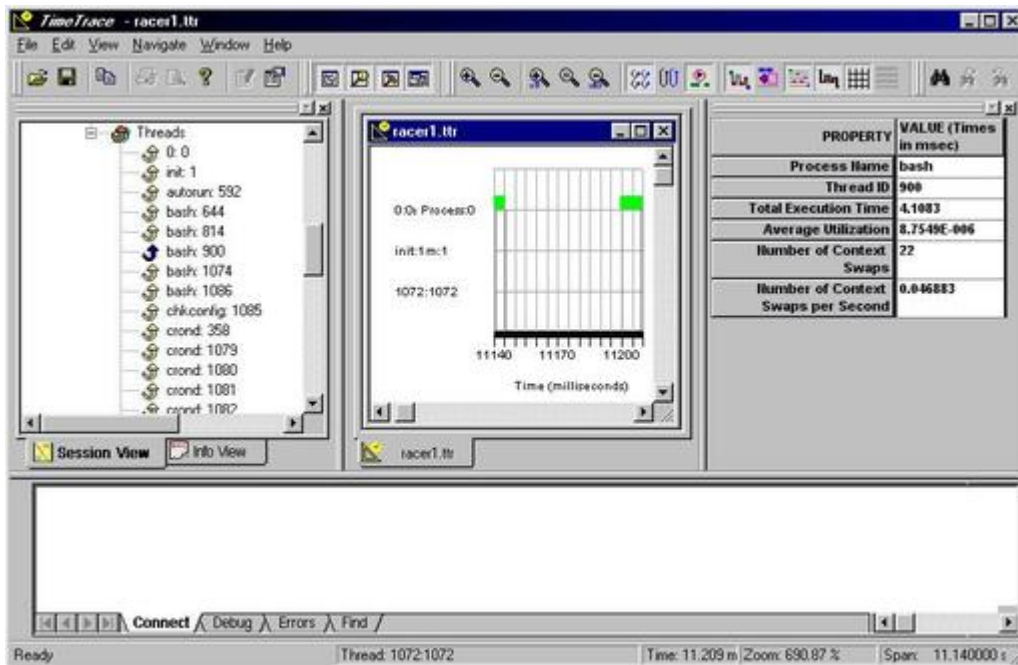 TimeTrace - racer1.ttr
File Edit View Navigate Window Help
Threads
0: 0
init: 1
autorun: 592
bash: 644
bash: 814
bash: 900
bash: 1074
bash: 1086
chkconfig: 1085
crond: 358
crond: 1079
crond: 1080
crond: 1081
crond: 1082
Session View Info View
racer1.ttr
0:0: Process:0
init:1m:1
1072:1072
11140 11170 11200
Time (milliseconds)
racer1.ttr
PROPERTY VALUE (Times in msec)
Process Name bash
Thread ID 900
Total Execution Time 4.1083
Average Utilization 8.7549E-006
Number of Context Swaps 22
Number of Context Swaps per Second 0.046883
Connect Debug Errors Find
Ready Thread: 1072:1072 Time: 11.209 m Zoom: 690.87 % Span: 11.140000 s